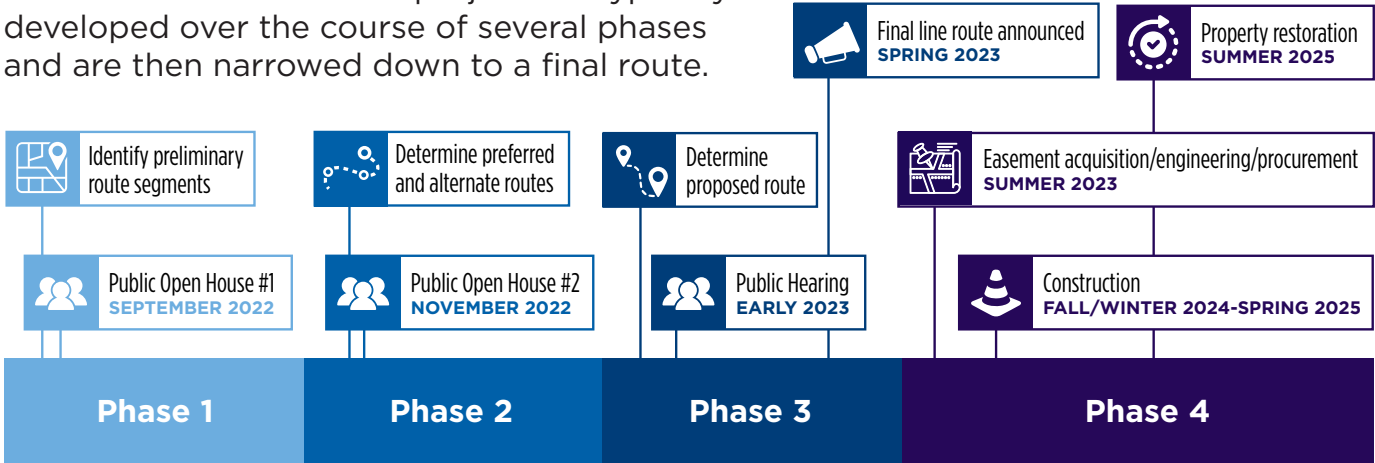 developed over the course of several phases
and are then narrowed down to a final route.
Final line route announced
SPRING 2023
Property restoration
SUMMER 2025
Identify preliminary
route segments
Determine preferred
and alternate routes
Determine
proposed route
Easement acquisition/engineering/procurement
SUMMER 2023
Public Open House #1
SEPTEMBER 2022
Public Open House #2
NOVEMBER 2022
Public Hearing
EARLY 2023
Construction
FALL/WINTER 2024-SPRING 2025
Phase 1
Phase 2
Phase 3
Phase 4